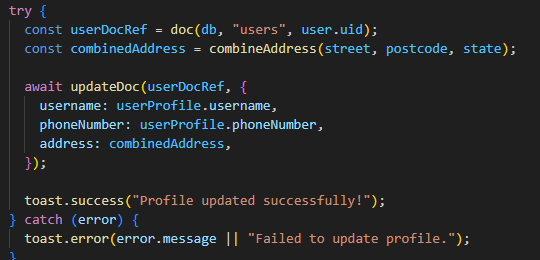 try {
const userDocRef = doc(db, "users", user.uid);
const combinedAddress = combineAddress(street, postcode, state);
await updateDoc(userDocRef, {
username: userProfile.username,
phoneNumber: userProfile.phoneNumber,
address: combinedAddress,
});
toast.success("Profile updated successfully!");
} catch (error) {
toast.error(error.message || "Failed to update profile.");
}